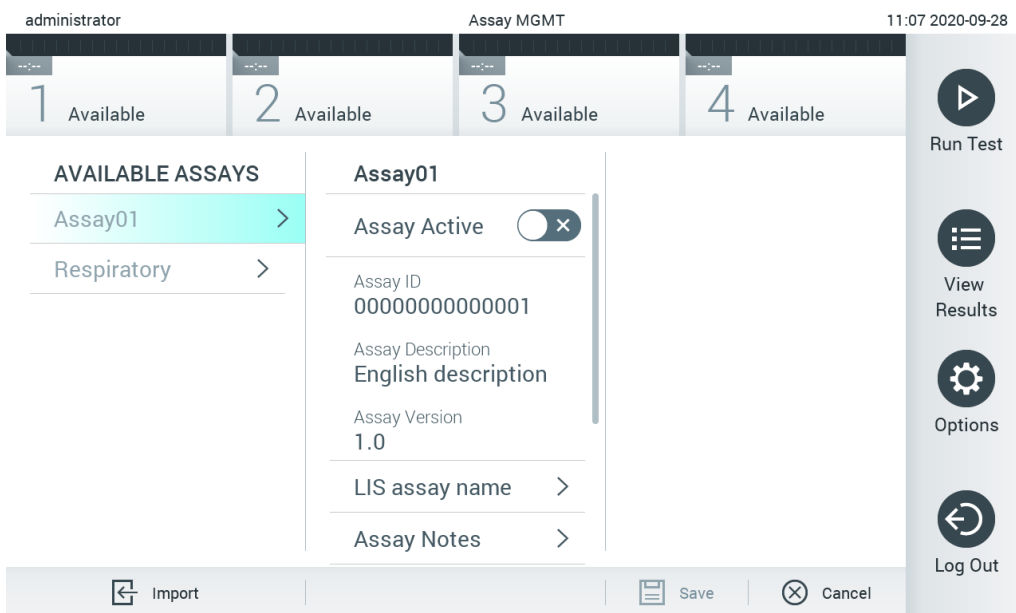 administrator
Assay MGMT
11:07 2020-09-28
--:--
--:--
--:--
--:--
1 Available
2 Available
3 Available
4 Available
Run Test
AVAILABLE ASSAYS
Assay01
Respiratory
Assay01
Assay Active
Assay ID
00000000000001
Assay Description
English description
Assay Version
1.0
LIS assay name
Assay Notes
View
Results
Options
Log Out
Import
Save
Cancel